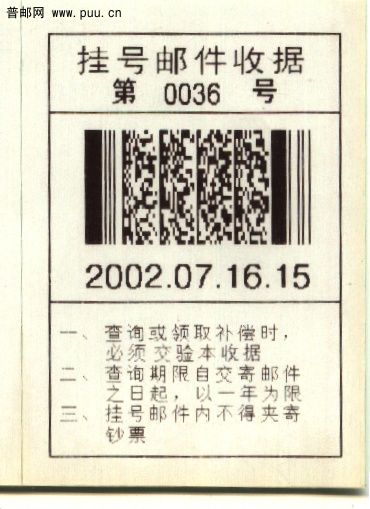 普邮网 www.puu.cn
挂号邮件收据
第 0036 号
2002.07.16.15
一、查询或领取补偿时，
必须交验本收据
二、查询期限自交寄邮件
之日起，以一年为限
三、挂号邮件内不得夹寄
钞票